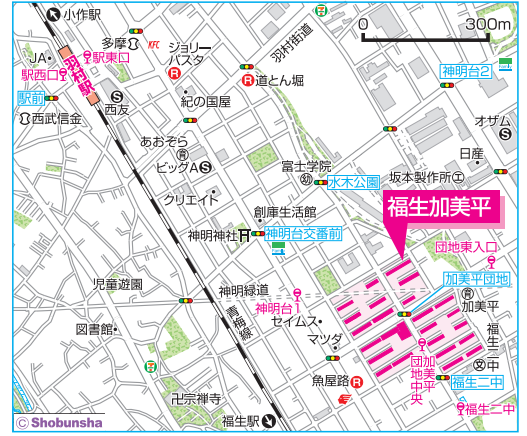 小作駅
0
300m
多摩
KFC
ジョリー
パスタ
羽村街道
JA
駅西口
駅東口
羽村駅
R
R
道とん堀
神明台2
駅前
西友
S
紀の国屋
西武信金
オザム
S
あおぞら
育
ビッグA
S
富士学院
幼
水木公園
日産
坂本製作所
工
クリエイト
福生加美平
創庫生活館
神明神社
神明台交番前
団地東入口
児童遊園
神明緑道
加美平団地
育
加美平
神明台1
青梅線
セイムス
図書館
マツダ
福生二中
文
加美平
団地
中央
魚屋路
R
福生二中
卍宗禅寺
福生二中
福生駅
© Shobunsha